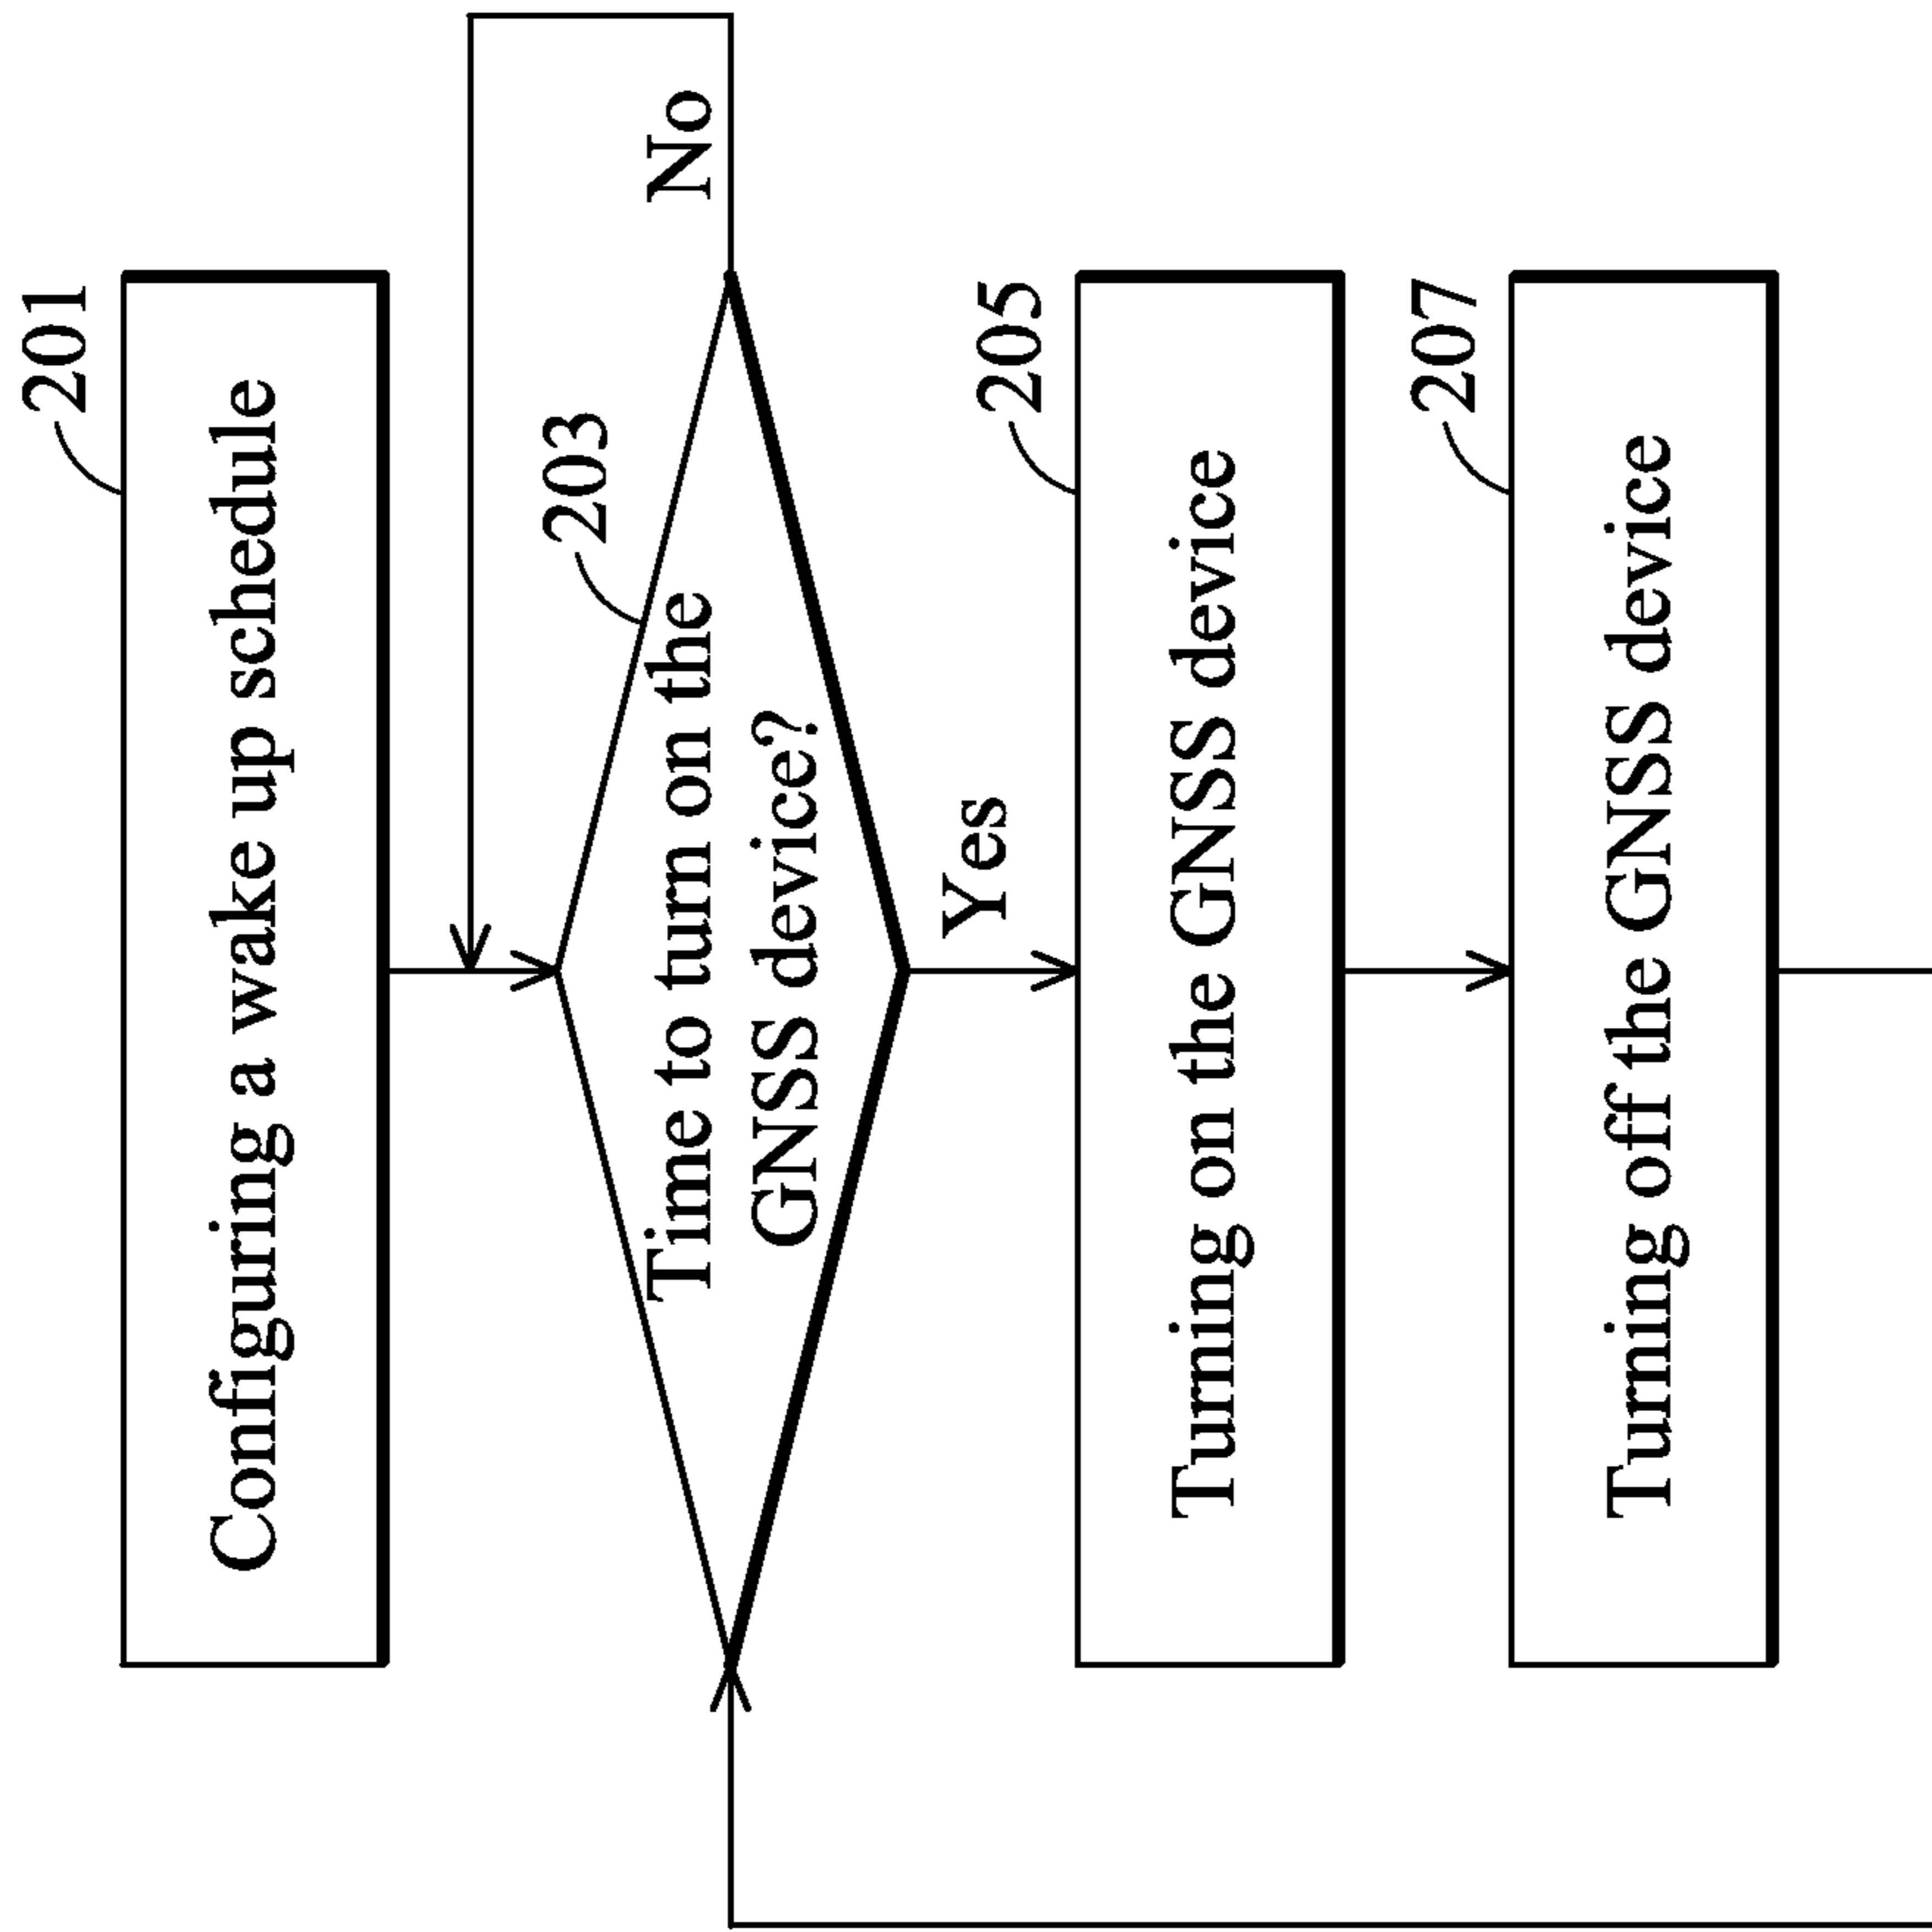 201
Configuring a wake up schedule
203
Time to turn on the
GNSS device?
No
Yes
205
Turning on the GNSS device
207
Turning off the GNSS device